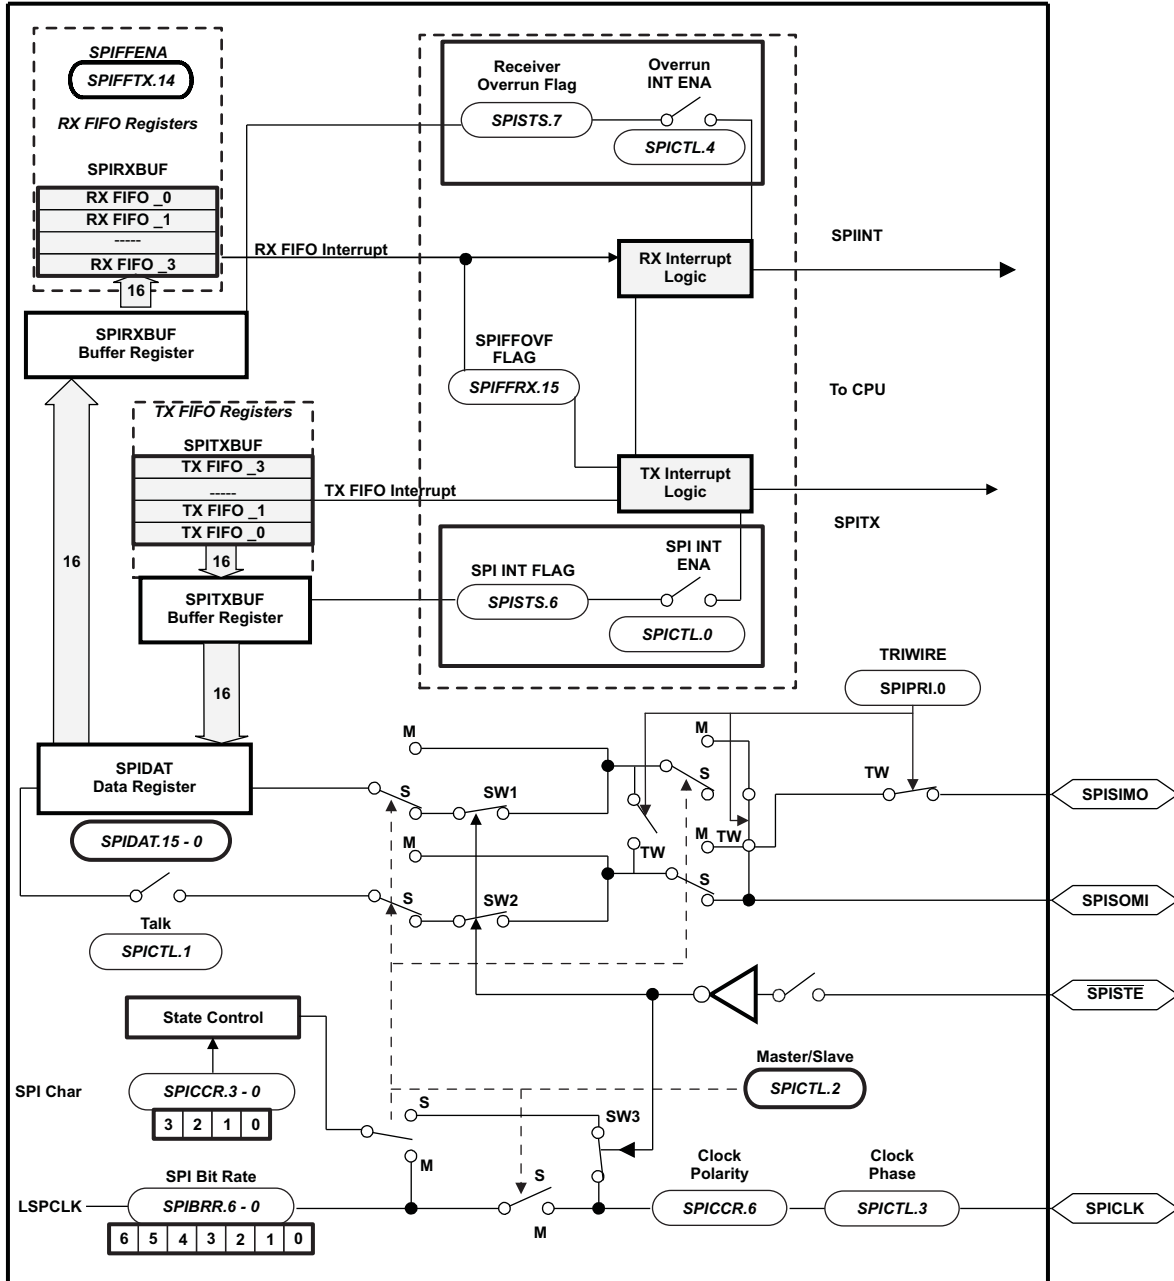 SPIFFENA
SPIFFTX.14
RX FIFO Registers
SPIRXBUF
RX FIFO _0
RX FIFO _1
-----
RX FIFO _3
16
SPIRXBUF
Buffer Register
Receiver
Overrun Flag
SPISTS.7
Overrun
INT ENA
SPICTL.4
RX FIFO Interrupt
RX Interrupt
Logic
SPIINT
SPIFFOVF
FLAG
SPIFFRX.15
To CPU
TX FIFO Registers
SPITXBUF
TX FIFO _3
-----
TX FIFO _1
TX FIFO _0
TX FIFO Interrupt
TX Interrupt
Logic
SPITX
16
16
SPITXBUF
Buffer Register
SPI INT FLAG
SPISTS.6
SPI INT
ENA
SPICTL.0
16
TRIWIRE
SPIPRI.0
SPIDAT
Data Register
SPIDAT.15 - 0
M
S
SW1
M
S
TW
TW
SPISIMO
M
S
SW2
TW
M
TW
S
SPISOMI
Talk
SPICTL.1
SPISTE
State Control
Master/Slave
SPICTL.2
SPI Char
SPICCR.3 - 0
3 2 1 0
S
M
SW3
S
M
Clock
Polarity
SPICCR.6
Clock
Phase
SPICTL.3
SPICLK
SPI Bit Rate
LSPCLK
SPIBRR.6 - 0
6 5 4 3 2 1 0